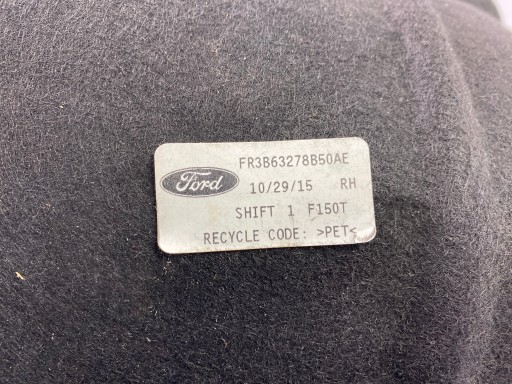 FR3B63278B50AE
Ford
10/29/15 RH
SHIFT 1 F150T
RECYCLE CODE: >PET<